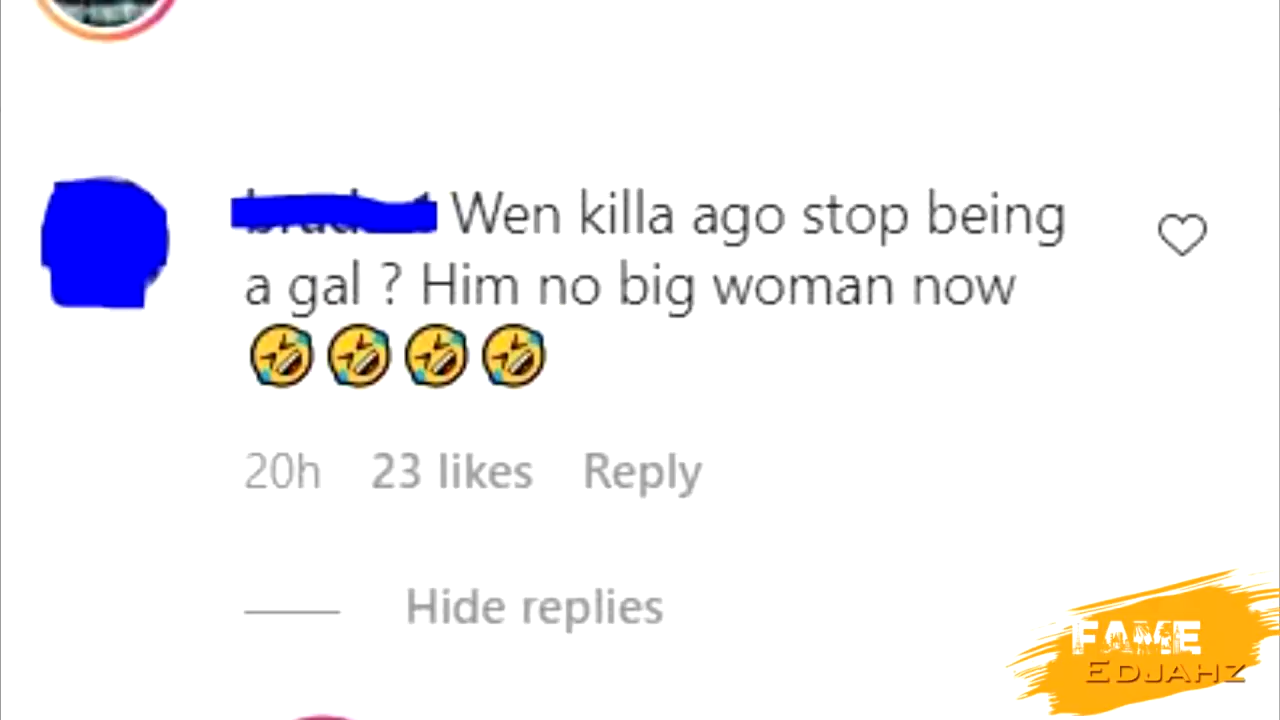 Wen killa ago stop being
a gal ? Him no big woman now
🤣🤣🤣🤣
20h 23 likes Reply
Hide replies
FAME
EDJAHZ